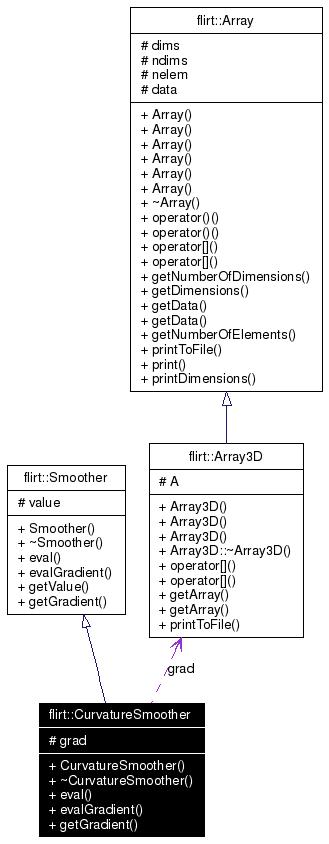 flirt::Array
# dims
# ndims
# nelem
# data
+ Array()
+ Array()
+ Array()
+ Array()
+ Array()
+ Array()
+ ~Array()
+ operator()()
+ operator()()
+ operator[]()
+ operator[]()
+ getNumberOfDimensions()
+ getDimensions()
+ getData()
+ getData()
+ getNumberOfElements()
+ printToFile()
+ print()
+ printDimensions()
flirt::Smoother
# value
+ Smoother()
+ ~Smoother()
+ eval()
+ evalGradient()
+ getValue()
+ getGradient()
flirt::Array3D
# A
+ Array3D()
+ Array3D()
+ Array3D()
+ Array3D::~Array3D()
+ operator[]()
+ operator[]()
+ getArray()
+ getArray()
+ printToFile()
grad
flirt::CurvatureSmoother
# grad
+ CurvatureSmoother()
+ ~CurvatureSmoother()
+ eval()
+ evalGradient()
+ getGradient()